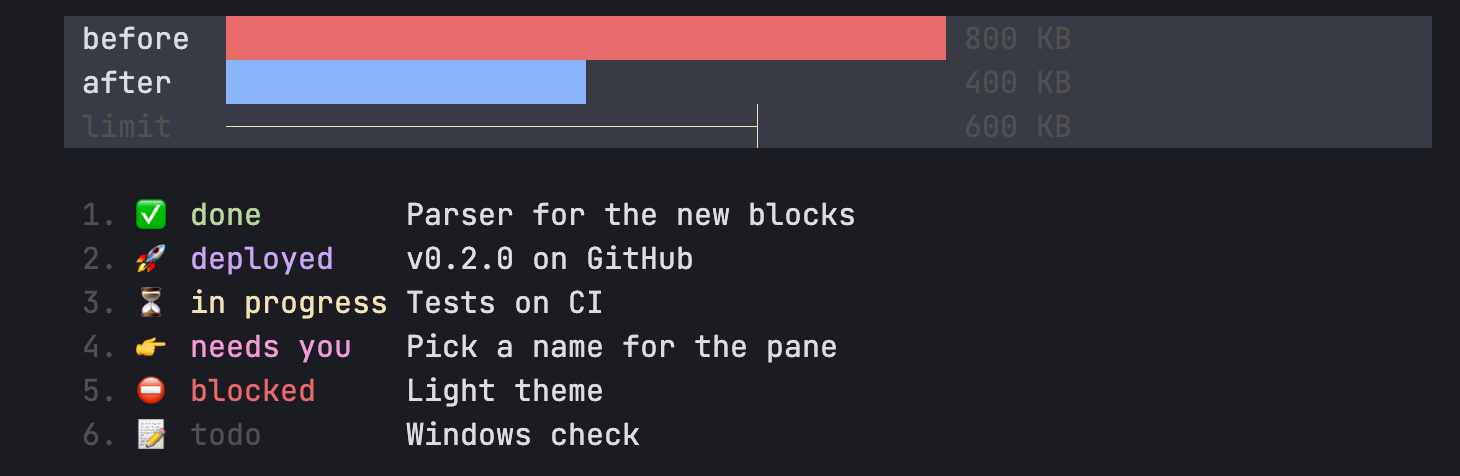 before 800 KB
after 400 KB
limit 600 KB
1. ✅ done Parser for the new blocks
2. 🚀 deployed v0.2.0 on GitHub
3. ⏳ in progress Tests on CI
4. 👉 needs you Pick a name for the pane
5. ⛔ blocked Light theme
6. 📝 todo Windows check